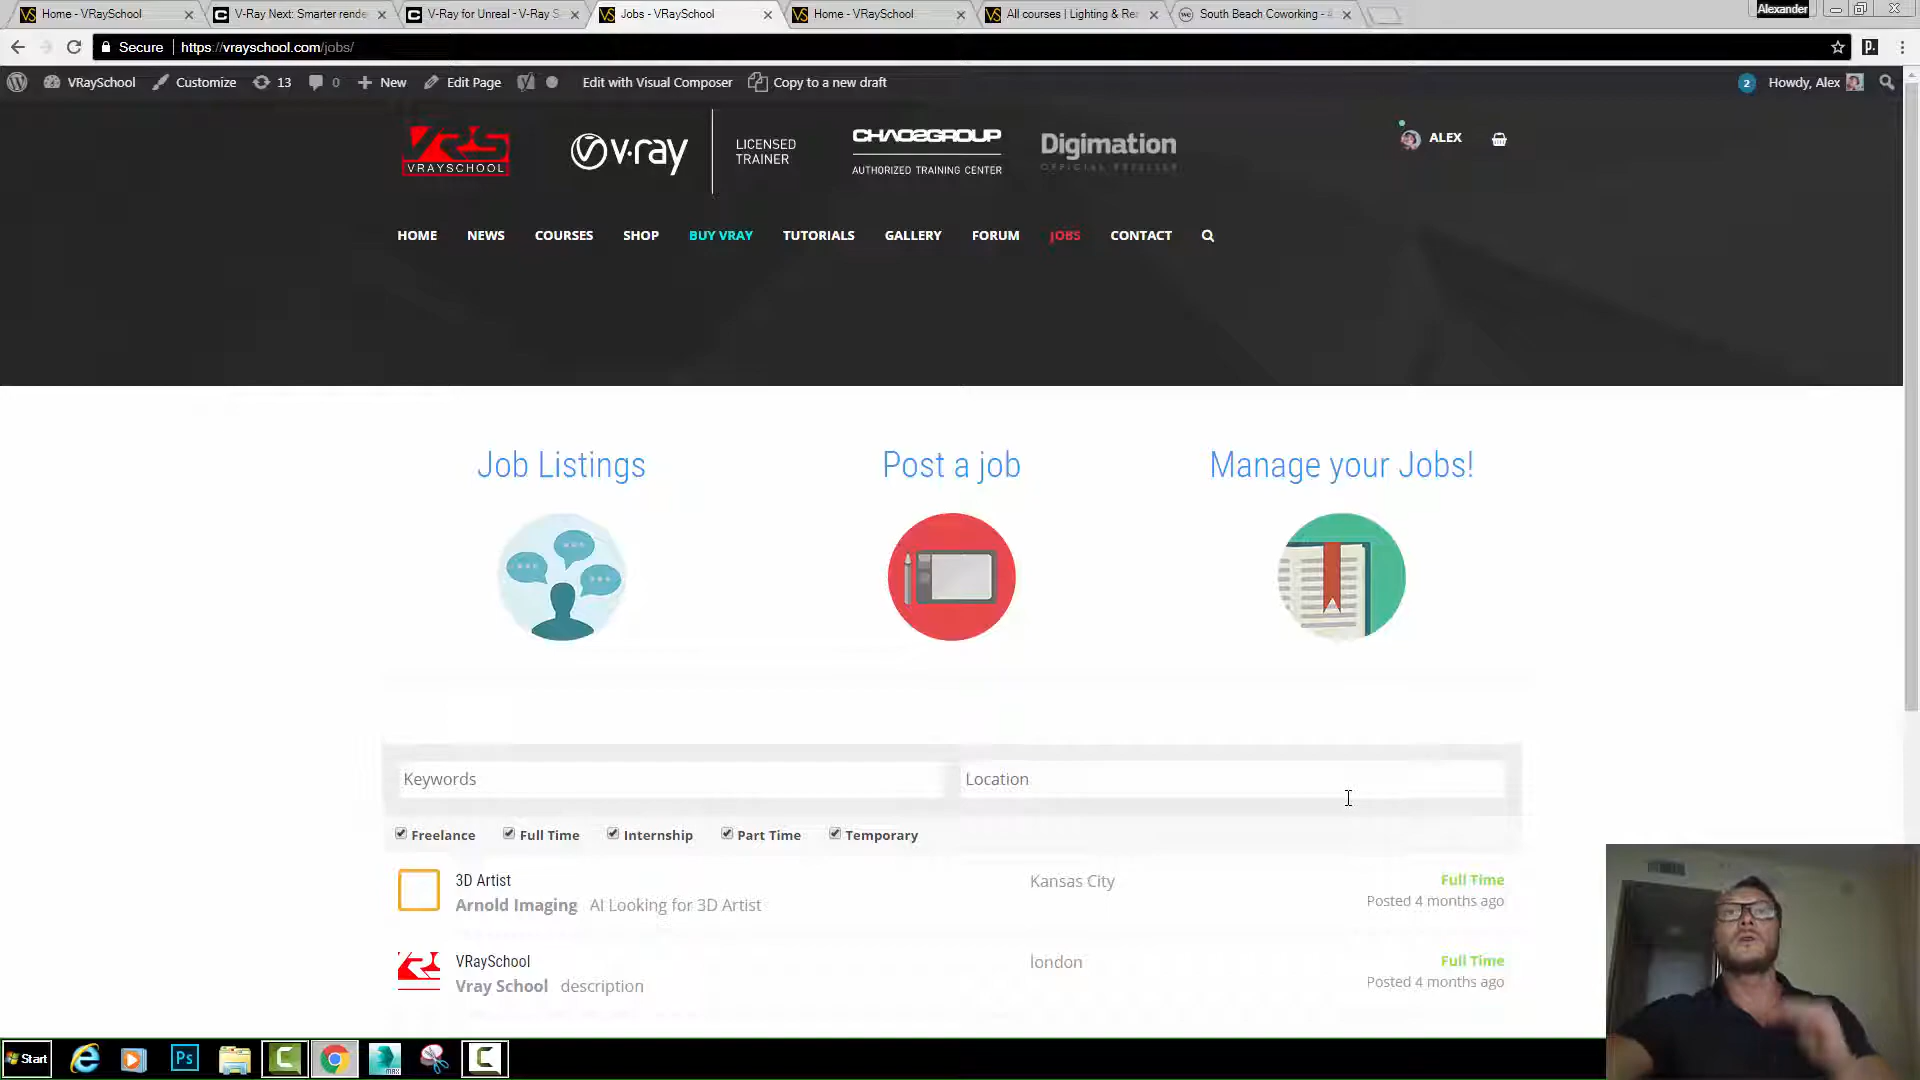 Home - VRaySchool
V-Ray Next: Smarter rende
V-Ray for Unreal - V-Ray S
Jobs - VRaySchool
Home - VRaySchool
All courses | Lighting & Re
South Beach Coworking - 4
Alexander
Secure https://vrayschool.com/jobs/
VRaySchool Customize 13 0 New Edit Page Edit with Visual Composer Copy to a new draft
2 Howdy, Alex
VRAYSCHOOL
v·ray
LICENSED
TRAINER
CHAOSGROUP
AUTHORIZED TRAINING CENTER
Digimation
ALEX
HOME NEWS COURSES SHOP BUY VRAY TUTORIALS GALLERY FORUM JOBS CONTACT
Job Listings
Post a job
Manage your Jobs!
Keywords
Location
Freelance Full Time Internship Part Time Temporary
3D Artist
Arnold Imaging AI Looking for 3D Artist
Kansas City
Full Time
Posted 4 months ago
VRaySchool
Vray School description
london
Full Time
Posted 4 months ago
Start
Ps
MAX